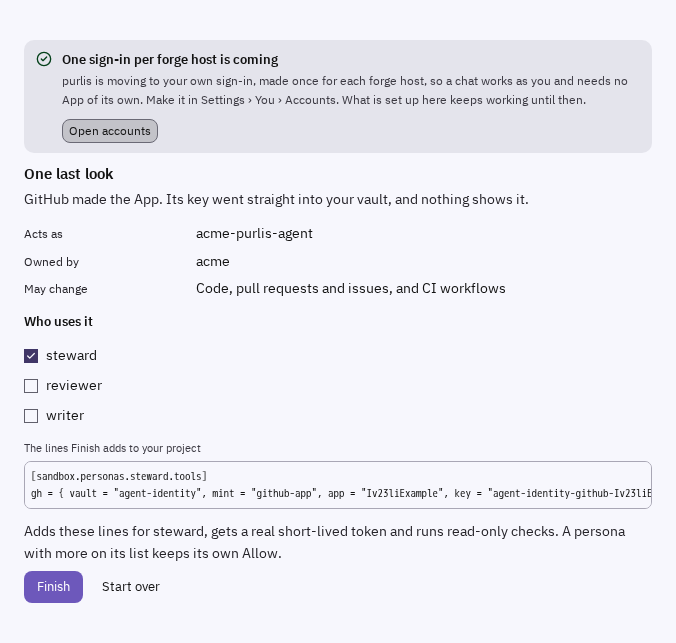 One sign-in per forge host is coming
purlis is moving to your own sign-in, made once for each forge host, so a chat works as you and needs no
App of its own. Make it in Settings › You › Accounts. What is set up here keeps working until then.
Open accounts
One last look
GitHub made the App. Its key went straight into your vault, and nothing shows it.
Acts as acme-purlis-agent
Owned by acme
May change Code, pull requests and issues, and CI workflows
Who uses it
steward
reviewer
writer
The lines Finish adds to your project
[sandbox.personas.steward.tools]
gh = { vault = "agent-identity", mint = "github-app", app = "Iv23liExample", key = "agent-identity-github-Iv23liE
Adds these lines for steward, gets a real short-lived token and runs read-only checks. A persona
with more on its list keeps its own Allow.
Finish Start over